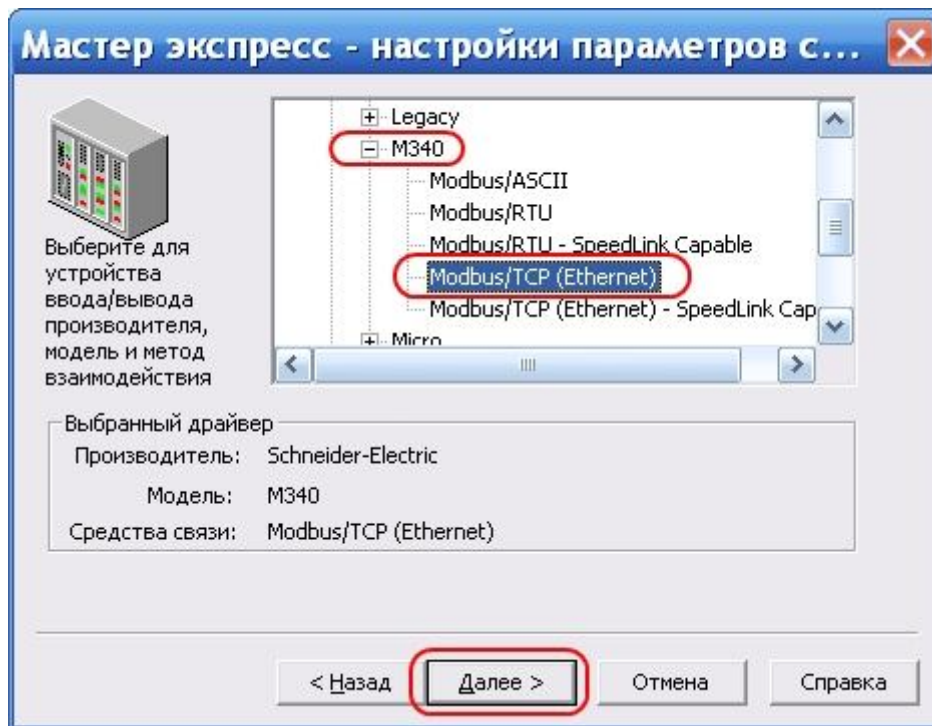 Мастер экспресс - настройки параметров с...
Legacy
M340
Modbus/ASCII
Modbus/RTU
Modbus/RTU - SpeedLink Capable
Modbus/TCP (Ethernet)
Modbus/TCP (Ethernet) - SpeedLink Cap
Micro
Выберите для
устройства
ввода/вывода
производителя,
модель и метод
взаимодействия
Выбранный драйвер
Производитель: Schneider-Electric
Модель: M340
Средства связи: Modbus/TCP (Ethernet)
< Назад Далее > Отмена Справка